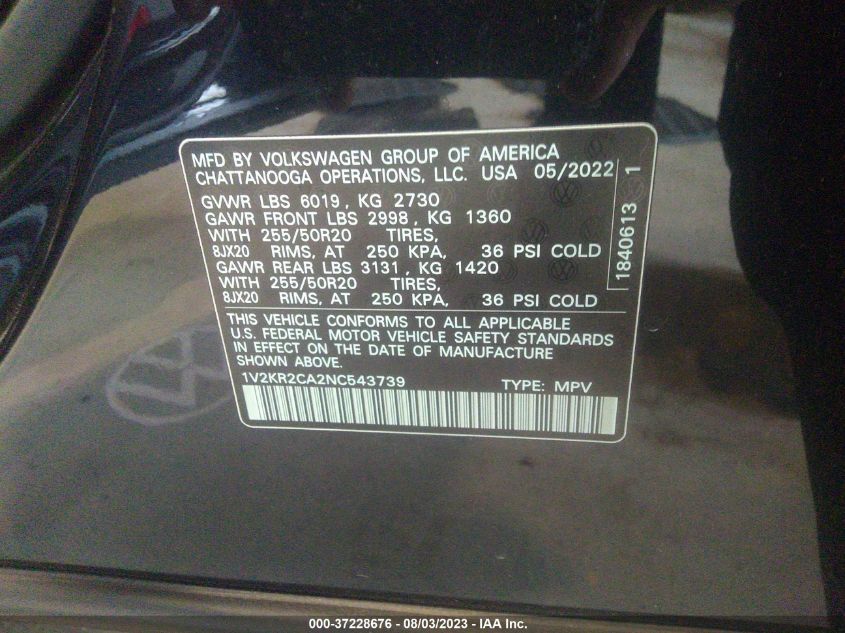 MFD BY VOLKSWAGEN GROUP OF AMERICA
CHATTANOOGA OPERATIONS, LLC. USA 05/2022
GVWR LBS 6019, KG 2730
GAWR FRONT LBS 2998, KG 1360
WITH 255/50R20 TIRES,
8JX20 RIMS, AT 250 KPA, 36 PSI COLD
GAWR REAR LBS 3131, KG 1420
WITH 255/50R20 TIRES,
8JX20 RIMS, AT 250 KPA, 36 PSI COLD
THIS VEHICLE CONFORMS TO ALL APPLICABLE
U.S. FEDERAL MOTOR VEHICLE SAFETY STANDARDS
IN EFFECT ON THE DATE OF MANUFACTURE
SHOWN ABOVE.
1V2KR2CA2NC543739 TYPE: MPV
1840613 1
000-37228676 - 08/03/2023 - IAA Inc.